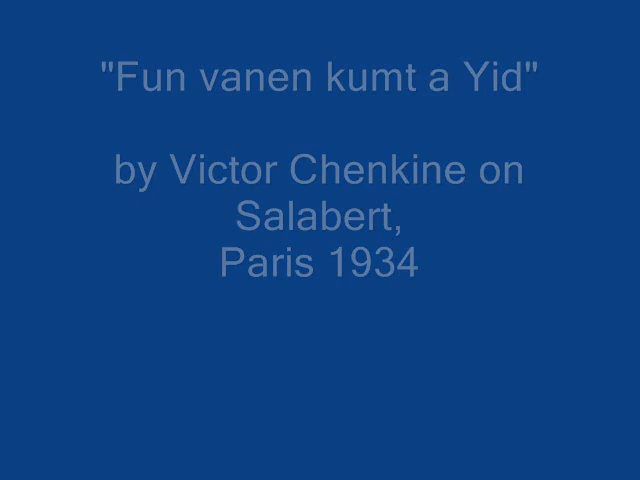 "Fun vanen kumt a Yid"
by Victor Chenkine on
Salabert,
Paris 1934